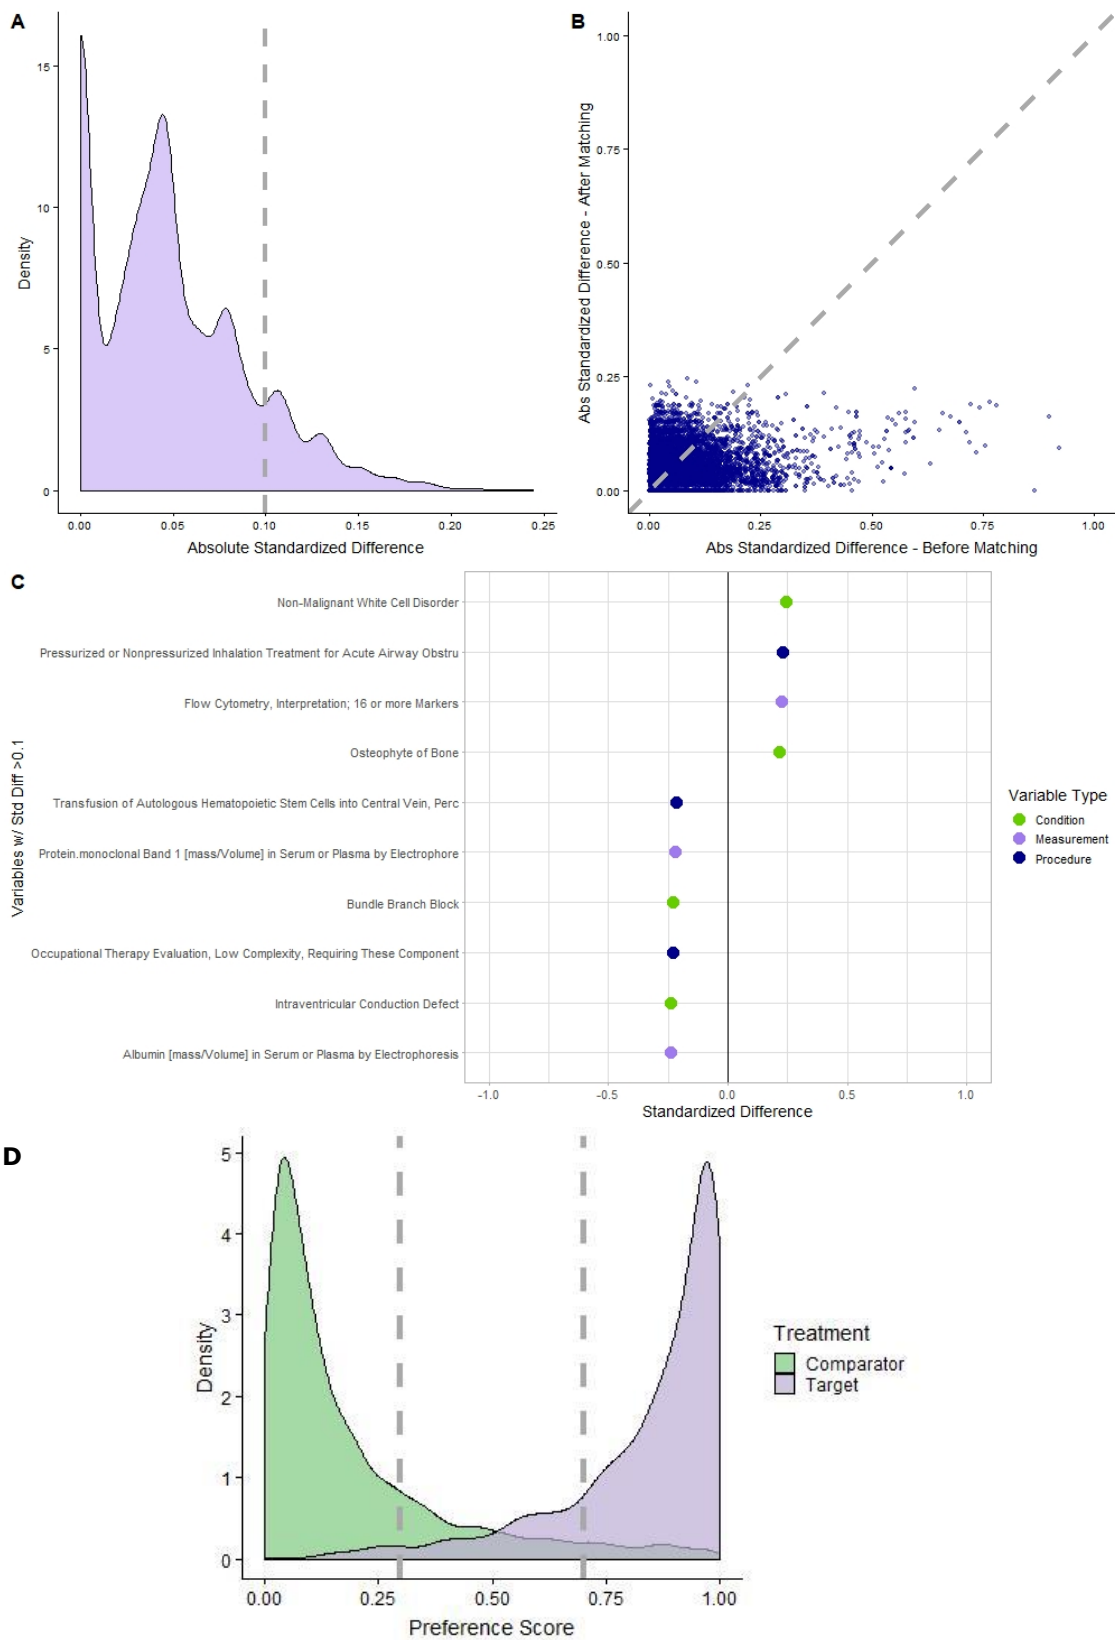 A
15
10
5
0
Density
0.00
0.05
0.10
0.15
0.20
0.25
Absolute Standardized Difference
B
1.00
0.75
0.50
0.25
0.00
Abs Standardized Difference - After Matching
0.00
0.25
0.50
0.75
1.00
Abs Standardized Difference - Before Matching
C
Variables w/ Std Diff >0.1
Non-Malignant White Cell Disorder
Pressurized or Nonpressurized Inhalation Treatment for Acute Airway Obstru
Flow Cytometry, Interpretation; 16 or more Markers
Osteophyte of Bone
Transfusion of Autologous Hematopoietic Stem Cells into Central Vein, Perc
Protein.monoclonal Band 1 [mass/Volume] in Serum or Plasma by Electrophore
Bundle Branch Block
Occupational Therapy Evaluation, Low Complexity, Requiring These Component
Intraventricular Conduction Defect
Albumin [mass/Volume] in Serum or Plasma by Electrophoresis
-1.0
-0.5
0.0
0.5
1.0
Standardized Difference
Variable Type
Condition
Measurement
Procedure
D
5
4
3
2
1
0
Density
0.00
0.25
0.50
0.75
1.00
Preference Score
Treatment
Comparator
Target